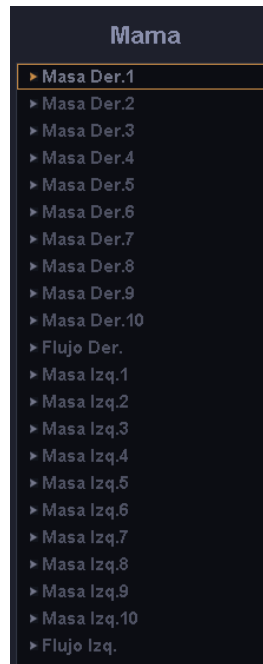 Mama
Masa Der.1
Masa Der.2
Masa Der.3
Masa Der.4
Masa Der.5
Masa Der.6
Masa Der.7
Masa Der.8
Masa Der.9
Masa Der.10
Flujo Der.
Masa Izq.1
Masa Izq.2
Masa Izq.3
Masa Izq.4
Masa Izq.5
Masa Izq.6
Masa Izq.7
Masa Izq.8
Masa Izq.9
Masa Izq.10
Flujo Izq.